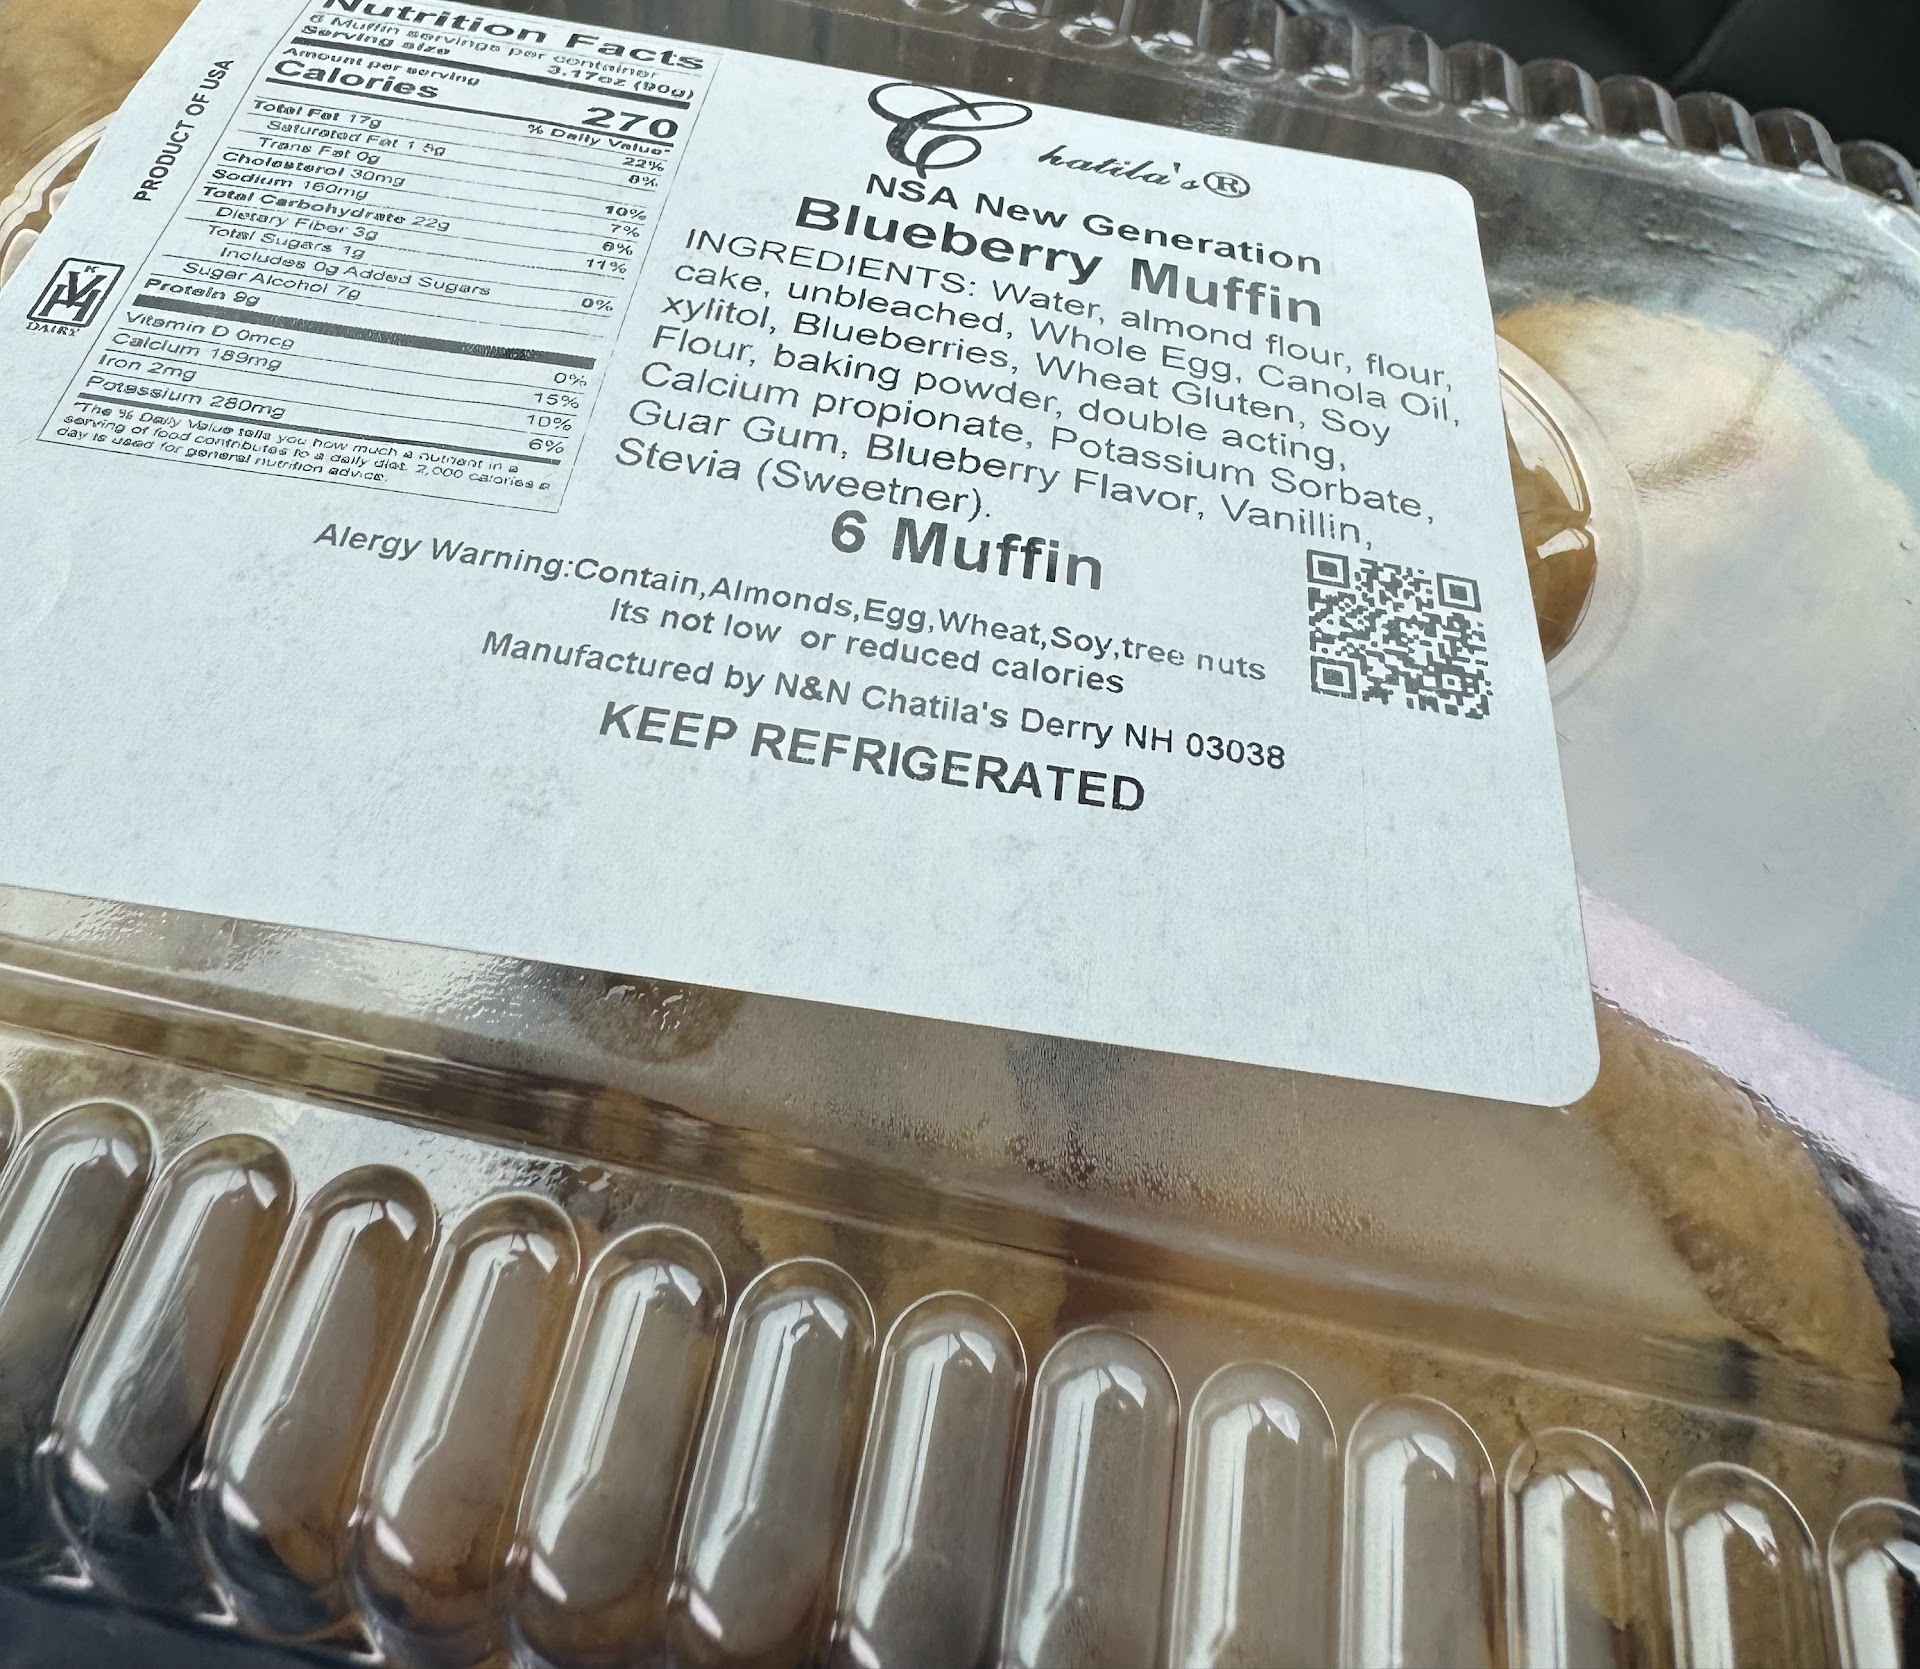 PRODUCT OF USA
K
DAIRY
Nutrition Facts
6 Muffin servings per container
Serving size 3.17oz (90g)
Amount per serving
Calories 270
% Daily Value*
Total Fat 17g 22%
Saturated Fat 1.5g 8%
Trans Fat 0g
Cholesterol 30mg 10%
Sodium 160mg 7%
Total Carbohydrate 22g 8%
Dietary Fiber 3g 11%
Total Sugars 1g
Includes 0g Added Sugars 0%
Sugar Alcohol 7g
Protein 9g
Vitamin D 0mcg 0%
Calcium 189mg 15%
Iron 2mg 10%
Potassium 280mg 6%
*The % Daily Value tells you how much a nutrient in a
serving of food contributes to a daily diet. 2,000 calories a
day is used for general nutrition advice.
Chatila's®
NSA New Generation
Blueberry Muffin
INGREDIENTS: Water, almond flour, flour,
cake, unbleached, Whole Egg, Canola Oil,
xylitol, Blueberries, Wheat Gluten, Soy
Flour, baking powder, double acting,
Calcium propionate, Potassium Sorbate,
Guar Gum, Blueberry Flavor, Vanillin,
Stevia (Sweetner).
6 Muffin
Alergy Warning:Contain,Almonds,Egg,Wheat,Soy,tree nuts
Its not low or reduced calories
Manufactured by N&N Chatila's Derry NH 03038
KEEP REFRIGERATED